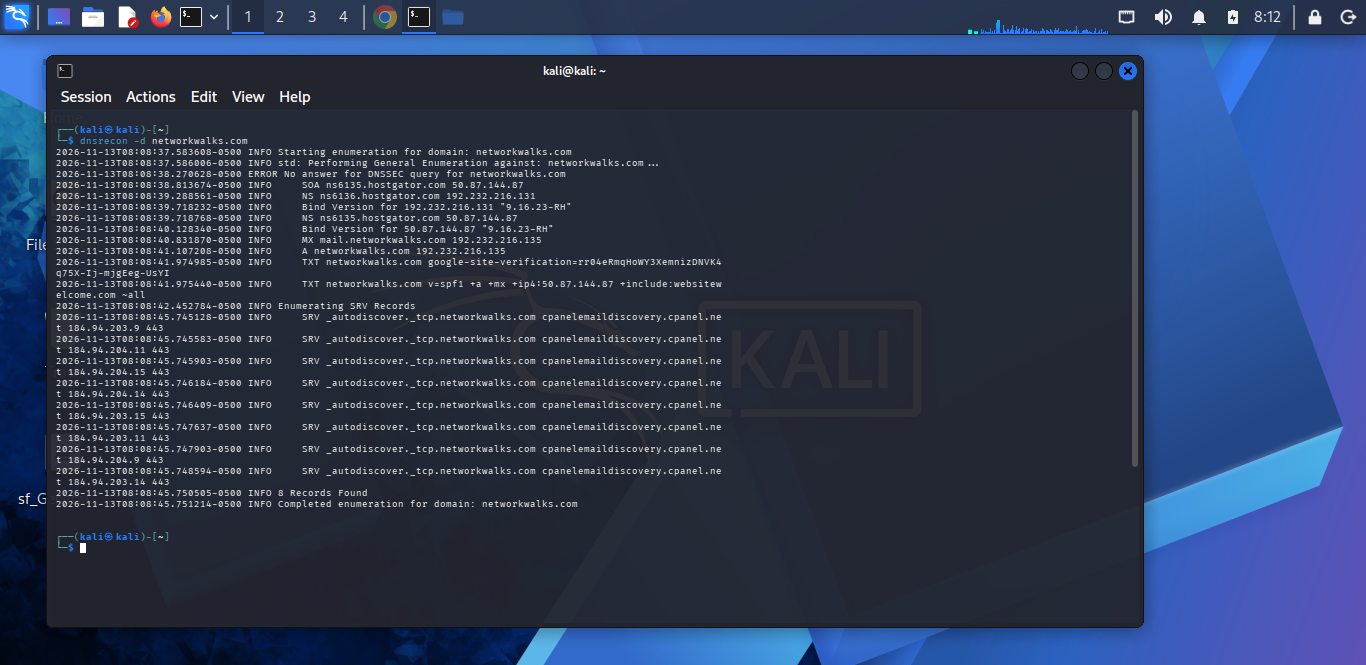 1 2 3 4 8:12
kali@kali: ~
Session Actions Edit View Help
┌──(kali㉿kali)-[~]
└─$ dnsrecon -d networkwalks.com
2026-11-13T08:08:37.583608-0500 INFO Starting enumeration for domain: networkwalks.com
2026-11-13T08:08:37.586006-0500 INFO std: Performing General Enumeration against: networkwalks.com...
2026-11-13T08:08:38.270628-0500 ERROR No answer for DNSSEC query for networkwalks.com
2026-11-13T08:08:38.813674-0500 INFO SOA ns6135.hostgator.com 50.87.144.87
2026-11-13T08:08:39.288561-0500 INFO NS ns6136.hostgator.com 192.232.216.131
2026-11-13T08:08:39.718232-0500 INFO Bind Version for 192.232.216.131 "9.16.23-RH"
2026-11-13T08:08:39.718768-0500 INFO NS ns6135.hostgator.com 50.87.144.87
2026-11-13T08:08:40.128340-0500 INFO Bind Version for 50.87.144.87 "9.16.23-RH"
2026-11-13T08:08:40.831870-0500 INFO MX mail.networkwalks.com 192.232.216.135
2026-11-13T08:08:41.107208-0500 INFO A networkwalks.com 192.232.216.135
2026-11-13T08:08:41.974985-0500 INFO TXT networkwalks.com google-site-verification=rr04eRmqHoWY3XemnizDNVK4
q75X-Ij-mjgEeg-UsYI
2026-11-13T08:08:41.975440-0500 INFO TXT networkwalks.com v=spf1 +a +mx +ip4:50.87.144.87 +include:websitew
elcome.com ~all
2026-11-13T08:08:42.452784-0500 INFO Enumerating SRV Records
2026-11-13T08:08:45.745128-0500 INFO SRV _autodiscover._tcp.networkwalks.com cpanelemaildiscovery.cpanel.ne
t 184.94.203.9 443
2026-11-13T08:08:45.745583-0500 INFO SRV _autodiscover._tcp.networkwalks.com cpanelemaildiscovery.cpanel.ne
t 184.94.204.11 443
2026-11-13T08:08:45.745903-0500 INFO SRV _autodiscover._tcp.networkwalks.com cpanelemaildiscovery.cpanel.ne
t 184.94.204.15 443
2026-11-13T08:08:45.746184-0500 INFO SRV _autodiscover._tcp.networkwalks.com cpanelemaildiscovery.cpanel.ne
t 184.94.204.14 443
2026-11-13T08:08:45.746409-0500 INFO SRV _autodiscover._tcp.networkwalks.com cpanelemaildiscovery.cpanel.ne
t 184.94.203.15 443
2026-11-13T08:08:45.747637-0500 INFO SRV _autodiscover._tcp.networkwalks.com cpanelemaildiscovery.cpanel.ne
t 184.94.203.11 443
2026-11-13T08:08:45.747903-0500 INFO SRV _autodiscover._tcp.networkwalks.com cpanelemaildiscovery.cpanel.ne
t 184.94.204.9 443
2026-11-13T08:08:45.748594-0500 INFO SRV _autodiscover._tcp.networkwalks.com cpanelemaildiscovery.cpanel.ne
t 184.94.203.14 443
2026-11-13T08:08:45.750505-0500 INFO 8 Records Found
2026-11-13T08:08:45.751214-0500 INFO Completed enumeration for domain: networkwalks.com
┌──(kali㉿kali)-[~]
└─$
KALI
File
sf_G